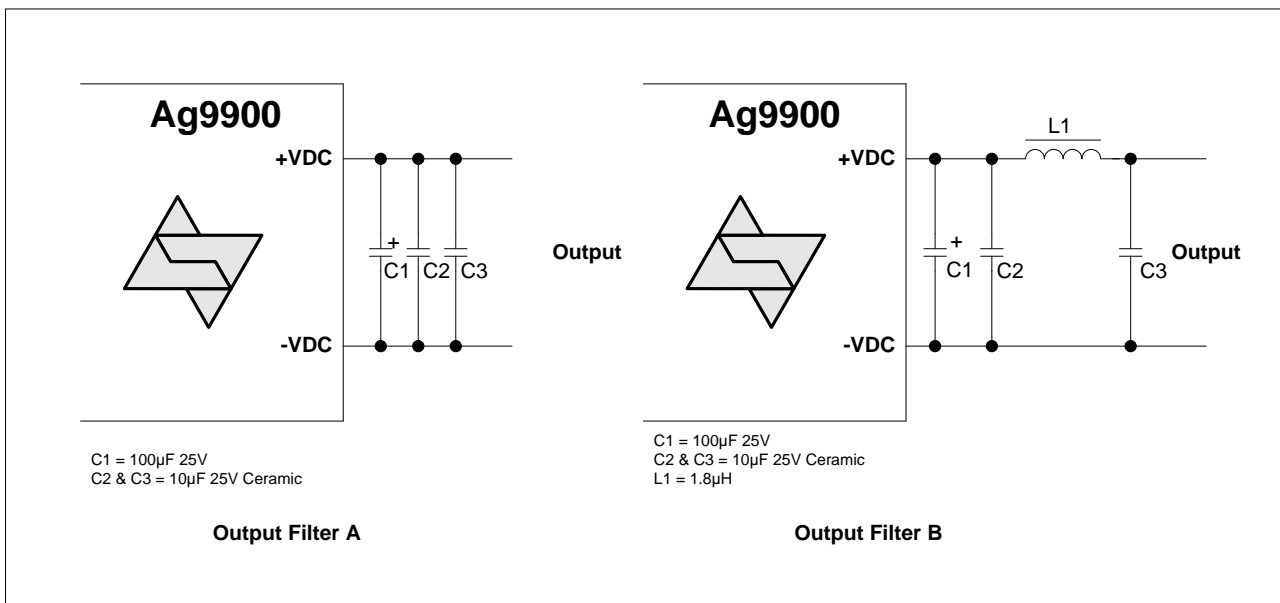 Ag9900
+VDC
+
C1
C2
C3
Output
-VDC
C1 = 100µF 25V
C2 & C3 = 10µF 25V Ceramic
Output Filter A
Ag9900
L1
+VDC
+
C1
C2
C3
Output
-VDC
C1 = 100µF 25V
C2 & C3 = 10µF 25V Ceramic
L1 = 1.8µH
Output Filter B